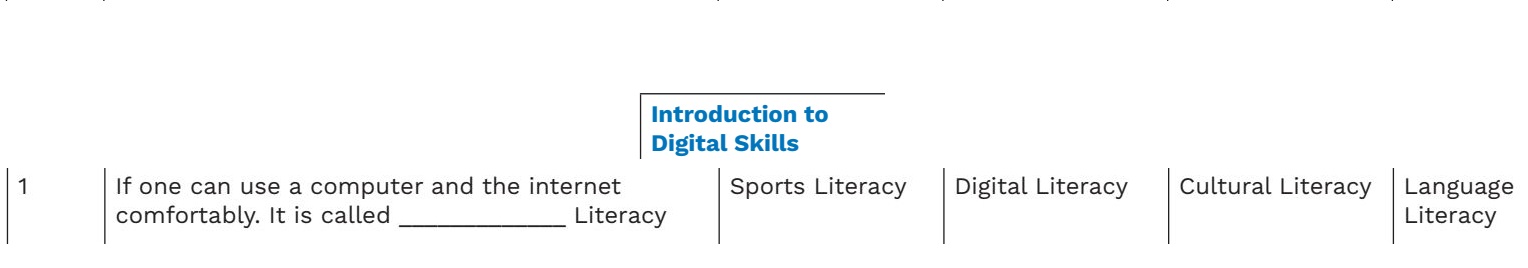 Introduction to
Digital Skills
1 If one can use a computer and the internet Sports Literacy Digital Literacy Cultural Literacy Language
comfortably. It is called _____________ Literacy Literacy